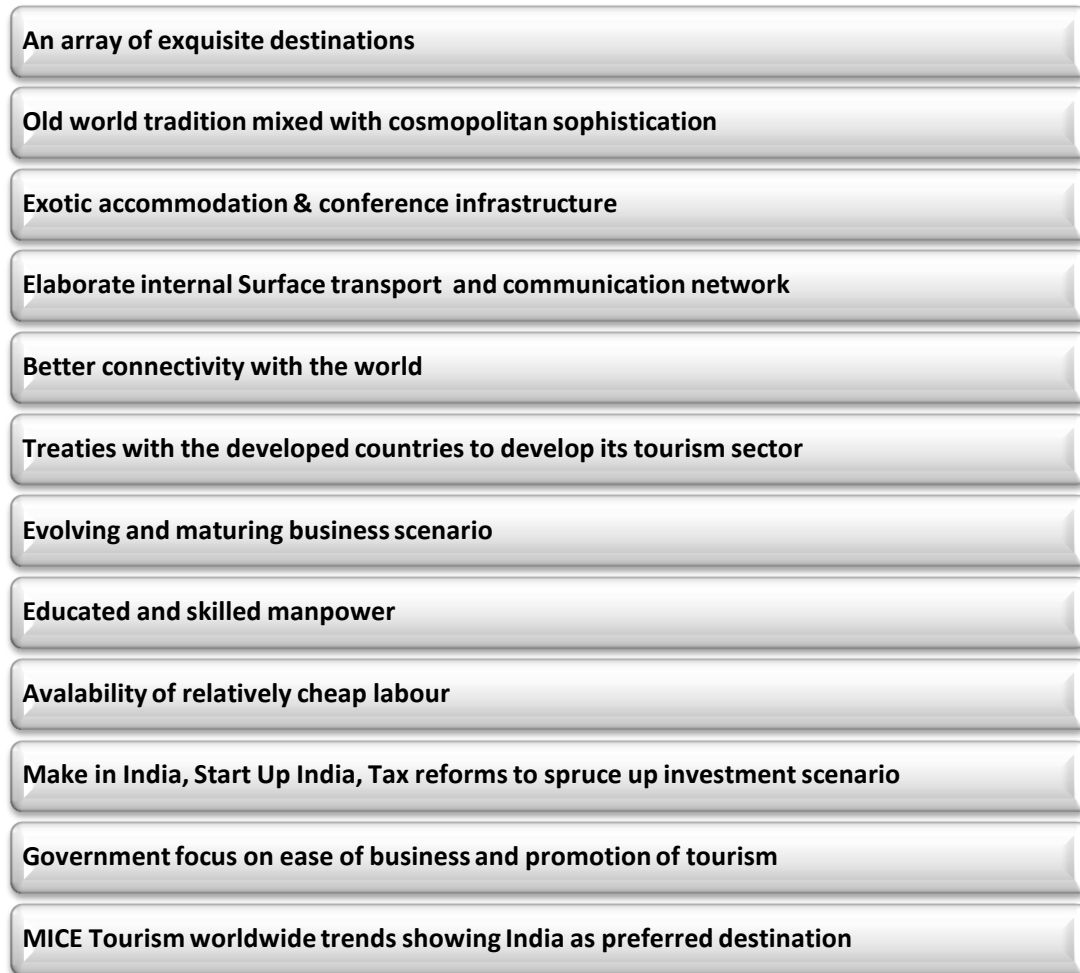 An array of exquisite destinations
Old world tradition mixed with cosmopolitan sophistication
Exotic accommodation & conference infrastructure
Elaborate internal Surface transport and communication network
Better connectivity with the world
Treaties with the developed countries to develop its tourism sector
Evolving and maturing business scenario
Educated and skilled manpower
Avalability of relatively cheap labour
Make in India, Start Up India, Tax reforms to spruce up investment scenario
Government focus on ease of business and promotion of tourism
MICE Tourism worldwide trends showing India as preferred destination